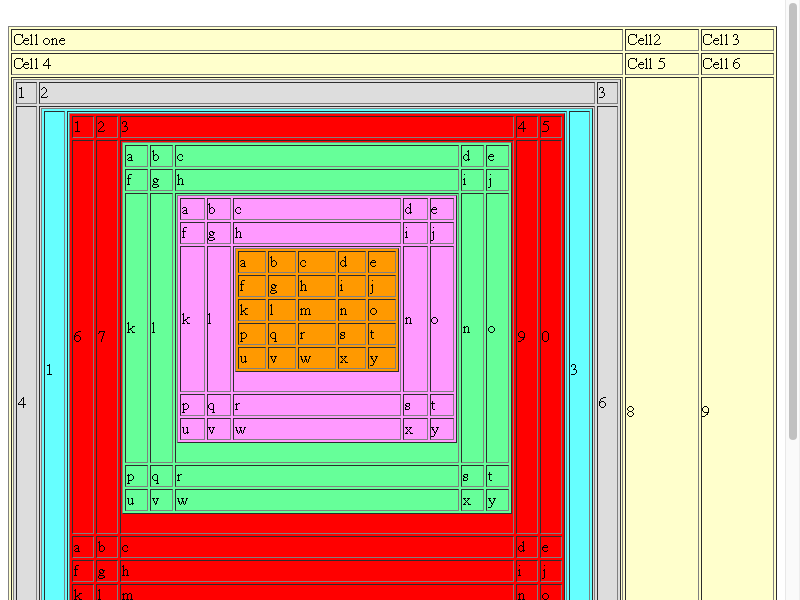 Cell one Cell2 Cell 3
Cell 4 Cell 5 Cell 6
1 2 3
1 2 3 4 5
a b c d e
f g h i j
a b c d e
f g h i j
a b c d e
f g h i j
k l m n o
p q r s t
u v w x y
k l n o
p q r s t
u v w x y
k l n o
p q r s t
u v w x y
6 7 9 0
a b c d e
f g h i j
k l m n o
1 3
4 6
8 9